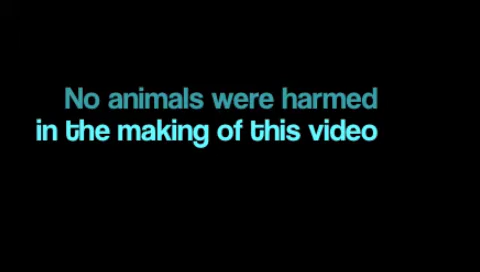 No animals were harmed
in the making of this video